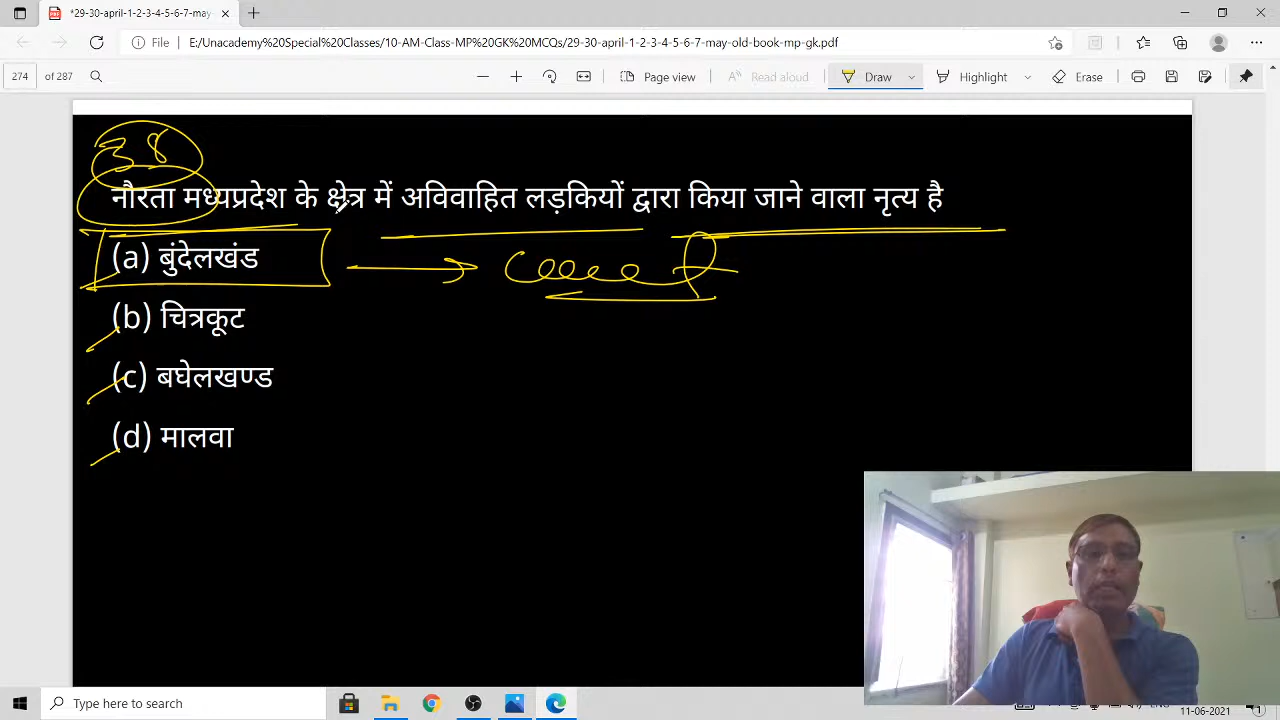 *29-30-april-1-2-3-4-5-6-7-may-
File E:/Unacademy%20Special%20Classes/10-AM-Class-MP%20GK%20MCQs/29-30-april-1-2-3-4-5-6-7-may-old-book-mp-gk.pdf
274 of 287 Page view Read aloud Draw Highlight Erase
38
नौरता मध्यप्रदेश के क्षेत्र में अविवाहित लड़कियों द्वारा किया जाने वाला नृत्य है
(a) बुंदेलखंड
(b) चित्रकूट
(c) बघेलखण्ड
(d) मालवा
Type here to search
11-06-2021